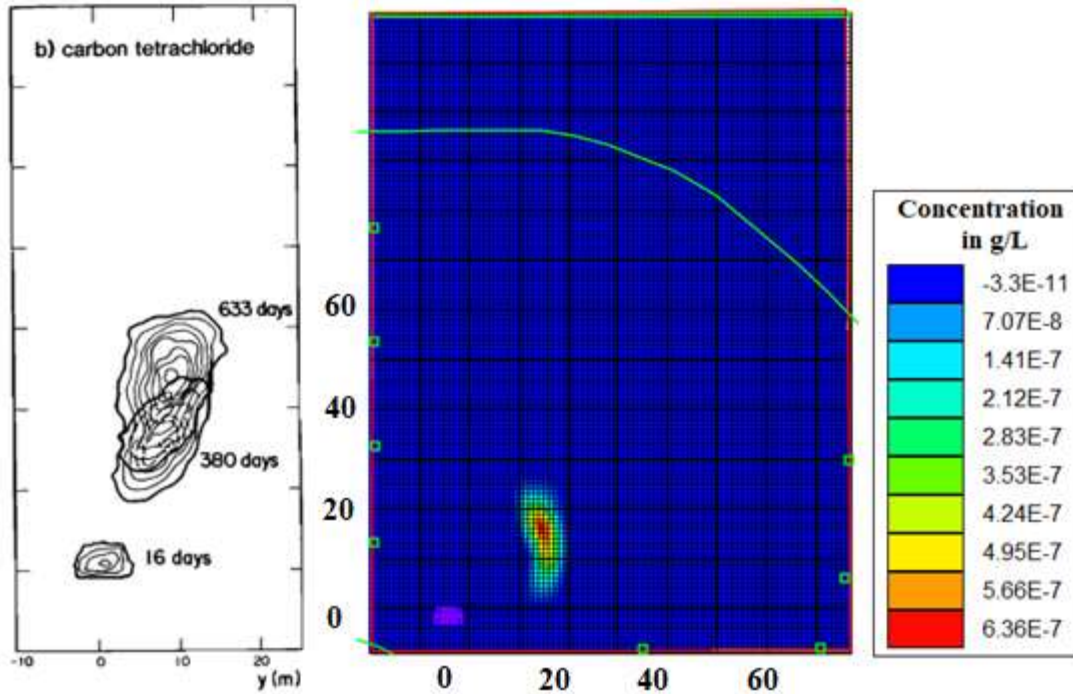 b) carbon tetrachloride
633 days
380 days
16 days
-10 0 10 20
y (m)
60
40
20
0
0 20 40 60
Concentration
in g/L
-3.3E-11
7.07E-8
1.41E-7
2.12E-7
2.83E-7
3.53E-7
4.24E-7
4.95E-7
5.66E-7
6.36E-7